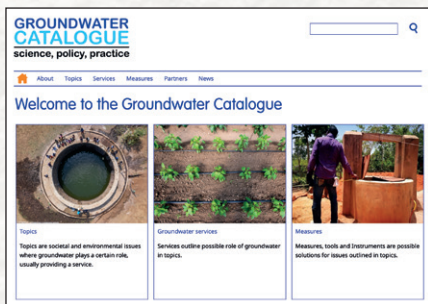 GROUNDWATER
CATALOGUE
science, policy, practice
About Topics Services Measures Partners News
Welcome to the Groundwater Catalogue
Topics
Topics are societal and environmental issues
where groundwater plays a certain role,
usually providing a service.
Groundwater services
Services outline possible role of groundwater
in topics.
Measures
Measures, tools and Instruments are possible
solutions for issues outlined in topics.